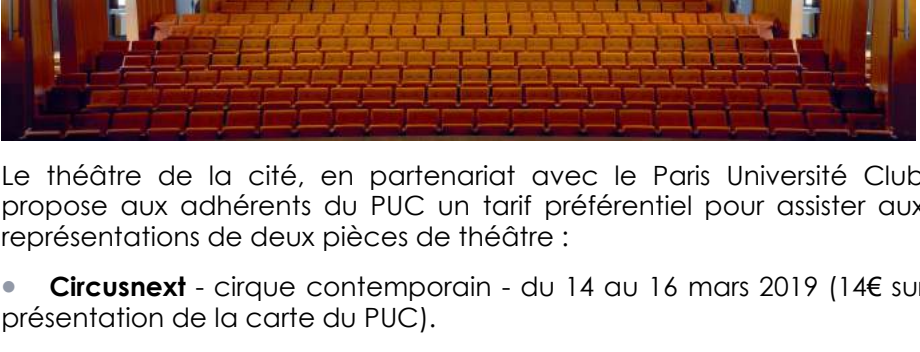 Le théâtre de la cité, en partenariat avec le Paris Université Club
propose aux adhérents du PUC un tarif préférentiel pour assister aux
représentations de deux pièces de théâtre :
• Circusnext - cirque contemporain - du 14 au 16 mars 2019 (14€ sur
présentation de la carte du PUC).